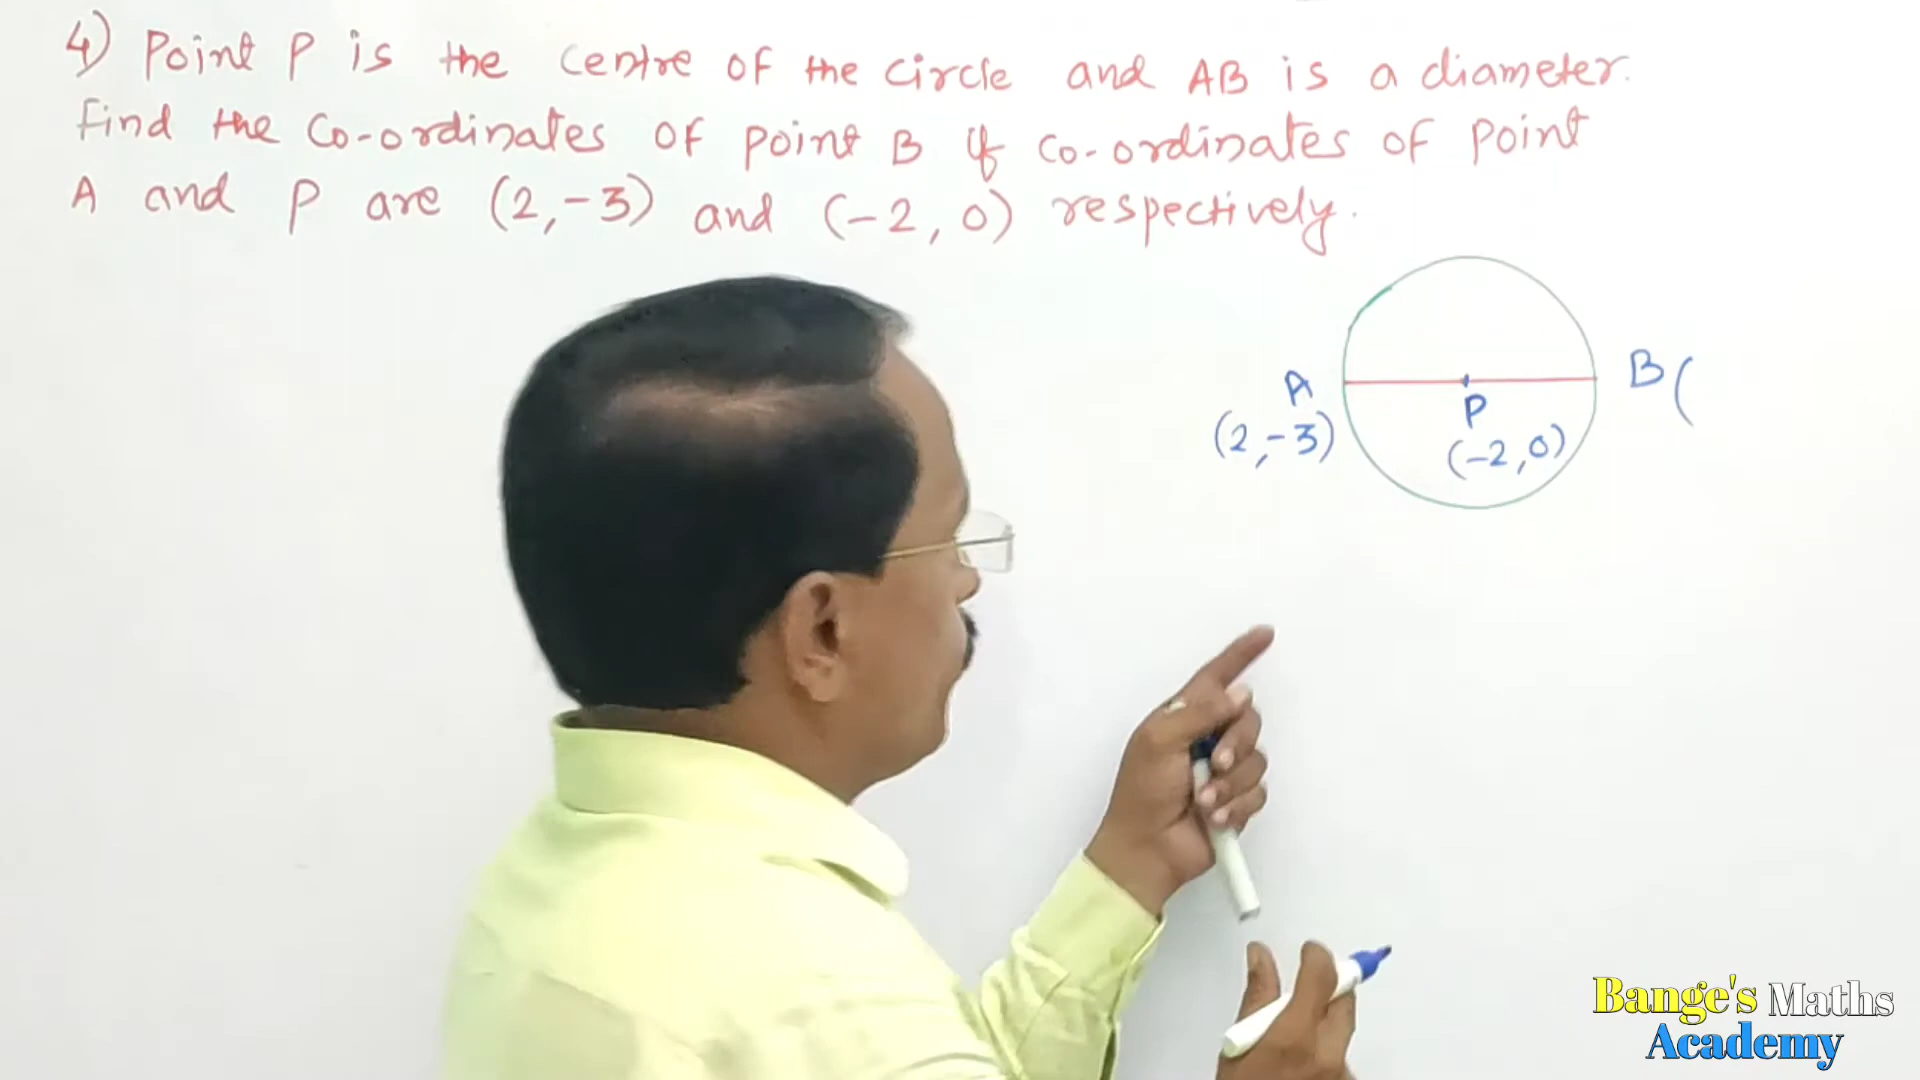 4) Point P is the centre of the circle and AB is a diameter.
Find the co-ordinates of point B if co-ordinates of point
A and P are (2,-3) and (-2, 0) respectively.
A
B (
P
(2,-3)
(-2,0)
Bange's Maths
Academy